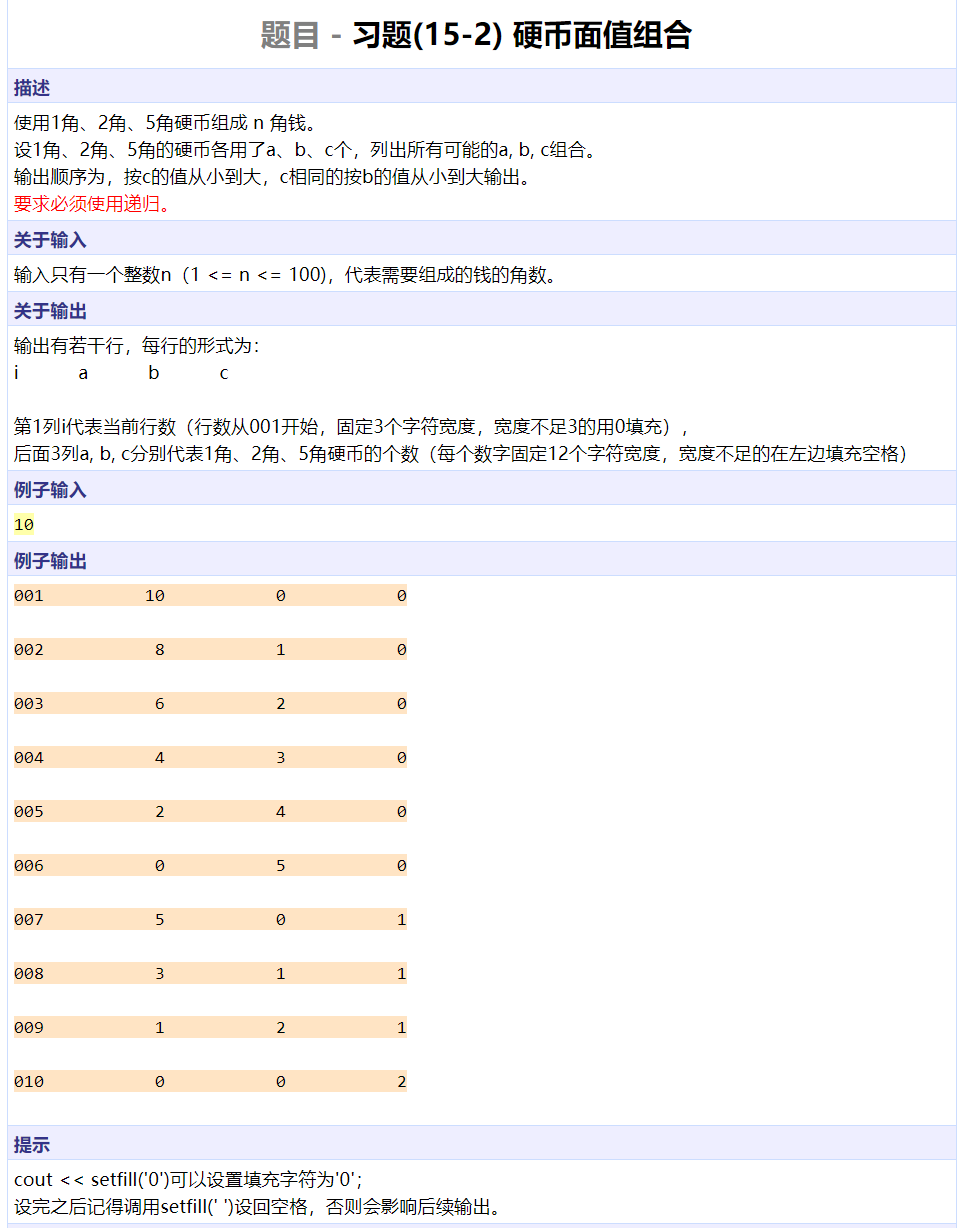 题目 - 习题(15-2) 硬币面值组合
描述
使用1角、2角、5角硬币组成 n 角钱。
设1角、2角、5角的硬币各用了a、b、c个，列出所有可能的a, b, c组合。
输出顺序为，按c的值从小到大，c相同的按b的值从小到大输出。
要求必须使用递归。
关于输入
输入只有一个整数n（1 <= n <= 100)，代表需要组成的钱的角数。
关于输出
输出有若干行，每行的形式为：
i a b c
第1列i代表当前行数（行数从001开始，固定3个字符宽度，宽度不足3的用0填充），
后面3列a, b, c分别代表1角、2角、5角硬币的个数（每个数字固定12个字符宽度，宽度不足的在左边填充空格）
例子输入
10
例子输出
001          10           0           0
002           8           1           0
003           6           2           0
004           4           3           0
005           2           4           0
006           0           5           0
007           5           0           1
008           3           1           1
009           1           2           1
010           0           0           2
提示
cout << setfill('0')可以设置填充字符为'0'；
设完之后记得调用setfill(' ')设回空格，否则会影响后续输出。